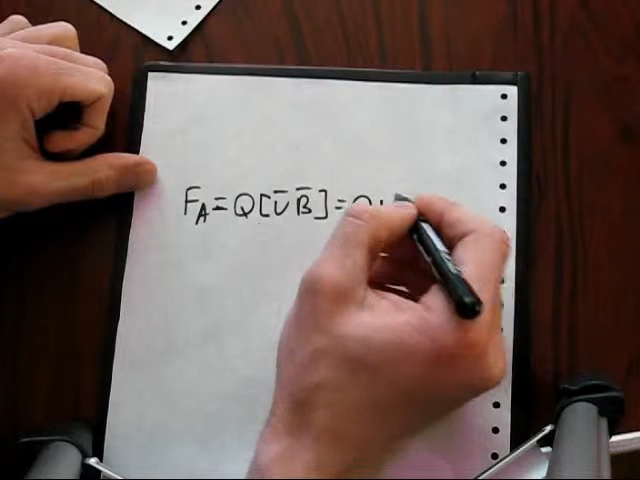 F_A = Q[ῡ B̄] = Q